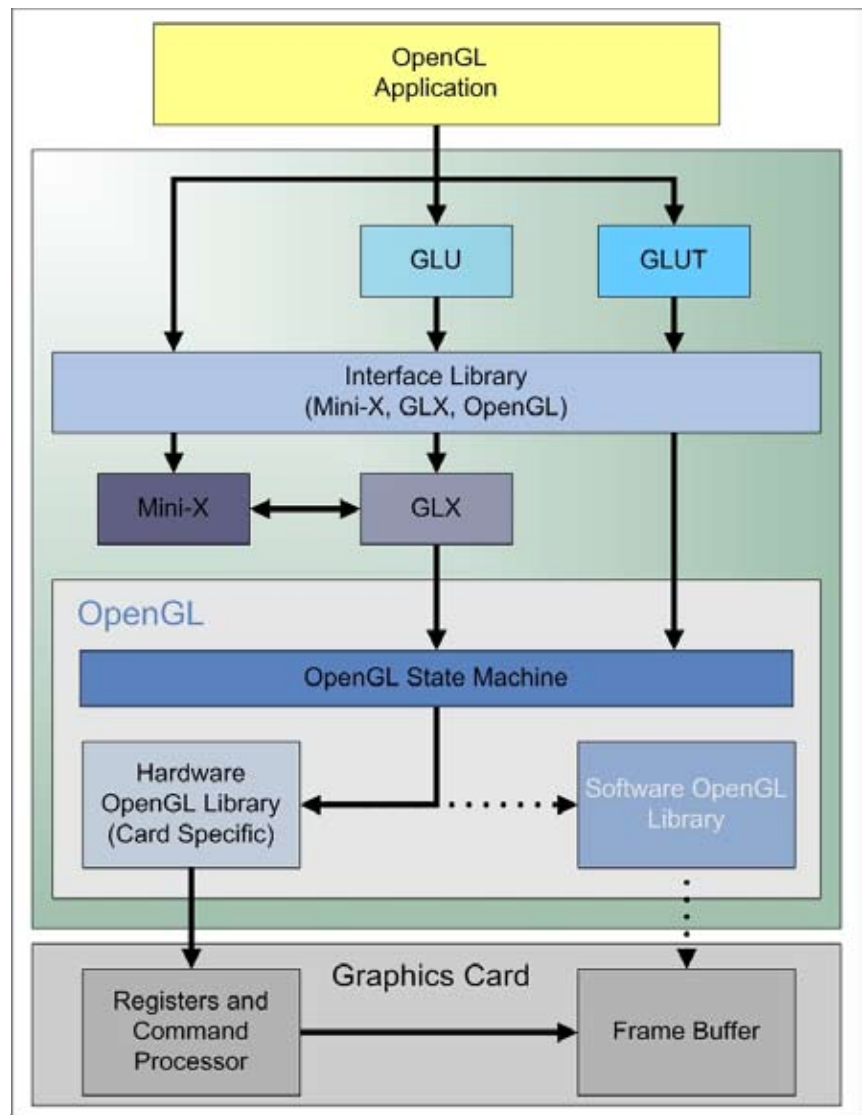 OpenGL
Application
GLU
GLUT
Interface Library
(Mini-X, GLX, OpenGL)
Mini-X
GLX
OpenGL
OpenGL State Machine
Hardware
OpenGL Library
(Card Specific)
Software OpenGL
Library
Graphics Card
Registers and
Command
Processor
Frame Buffer